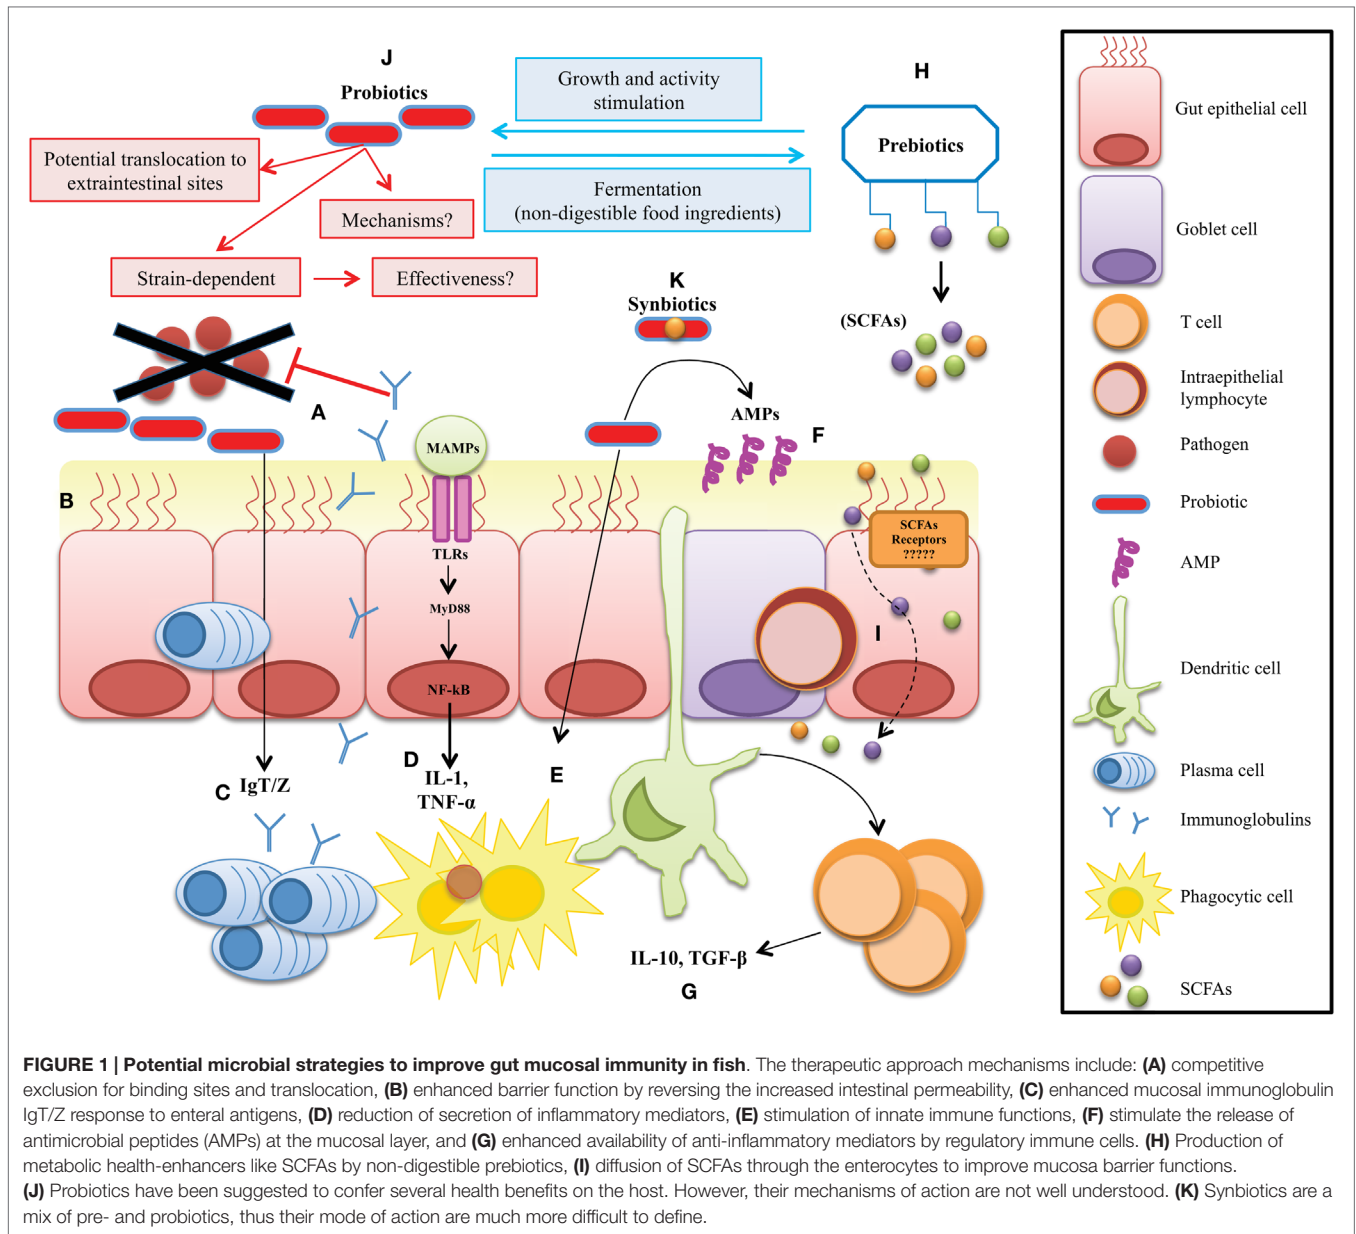 J
Probiotics
Growth and activity
stimulation
H
Prebiotics
Potential translocation to
extraintestinal sites
Mechanisms?
Fermentation
(non-digestible food ingredients)
Strain-dependent
Effectiveness?
K
Synbiotics
(SCFAs)
A
AMPs
F
MAMPs
B
SCFAs
Receptors
?????
TLRs
MyD88
I
NF-kB
D
C
IgT/Z
IL-1,
TNF-α
E
IL-10, TGF-β
G
Gut epithelial cell
Goblet cell
T cell
Intraepithelial
lymphocyte
Pathogen
Probiotic
AMP
Dendritic cell
Plasma cell
Immunoglobulins
Phagocytic cell
SCFAs
FIGURE 1 | Potential microbial strategies to improve gut mucosal immunity in fish. The therapeutic approach mechanisms include: (A) competitive
exclusion for binding sites and translocation, (B) enhanced barrier function by reversing the increased intestinal permeability, (C) enhanced mucosal immunoglobulin
IgT/Z response to enteral antigens, (D) reduction of secretion of inflammatory mediators, (E) stimulation of innate immune functions, (F) stimulate the release of
antimicrobial peptides (AMPs) at the mucosal layer, and (G) enhanced availability of anti-inflammatory mediators by regulatory immune cells. (H) Production of
metabolic health-enhancers like SCFAs by non-digestible prebiotics, (I) diffusion of SCFAs through the enterocytes to improve mucosa barrier functions.
(J) Probiotics have been suggested to confer several health benefits on the host. However, their mechanisms of action are not well understood. (K) Synbiotics are a
mix of pre- and probiotics, thus their mode of action are much more difficult to define.